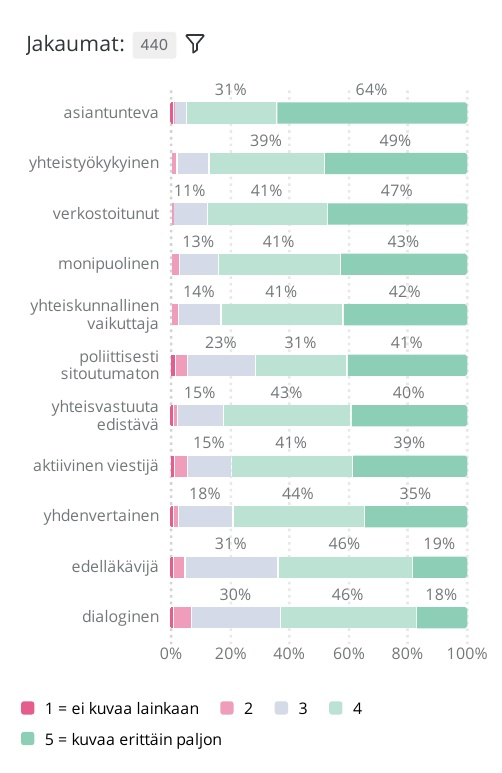 Jakaumat: 440
31% 64%
asiantunteva
39% 49%
yhteistyökykyinen
11% 41% 47%
verkostoitunut
13% 41% 43%
monipuolinen
14% 41% 42%
yhteiskunnallinen
vaikuttaja
23% 31% 41%
poliittisesti
sitoutumaton
15% 43% 40%
yhteisvastuuta
edistävä
15% 41% 39%
aktiivinen viestijä
18% 44% 35%
yhdenvertainen
31% 46% 19%
edelläkävijä
30% 46% 18%
dialoginen
0% 20% 40% 60% 80% 100%
1 = ei kuvaa lainkaan 2 3 4
5 = kuvaa erittäin paljon